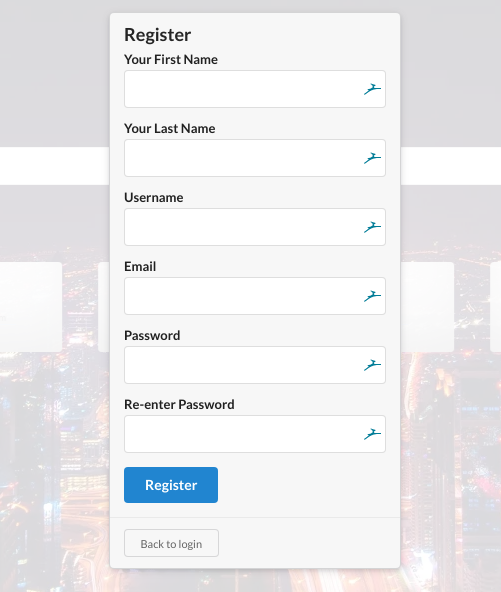 Register
Your First Name
Your Last Name
Username
Email
Password
Re-enter Password
Register
Back to login